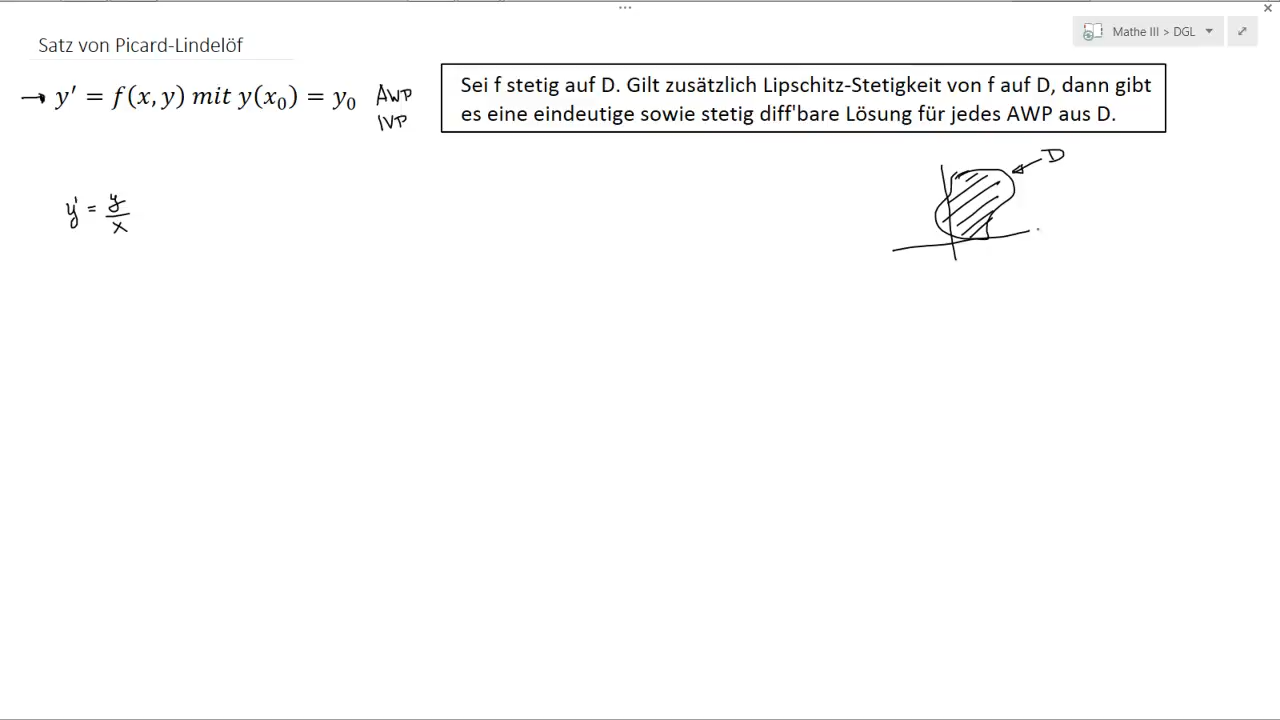 Satz von Picard-Lindelöf
Mathe III > DGL
→ y′ = f(x, y) mit y(x₀) = y₀ AWP
IVP
Sei f stetig auf D. Gilt zusätzlich Lipschitz-Stetigkeit von f auf D, dann gibt
es eine eindeutige sowie stetig diff'bare Lösung für jedes AWP aus D.
D
y' = y/x